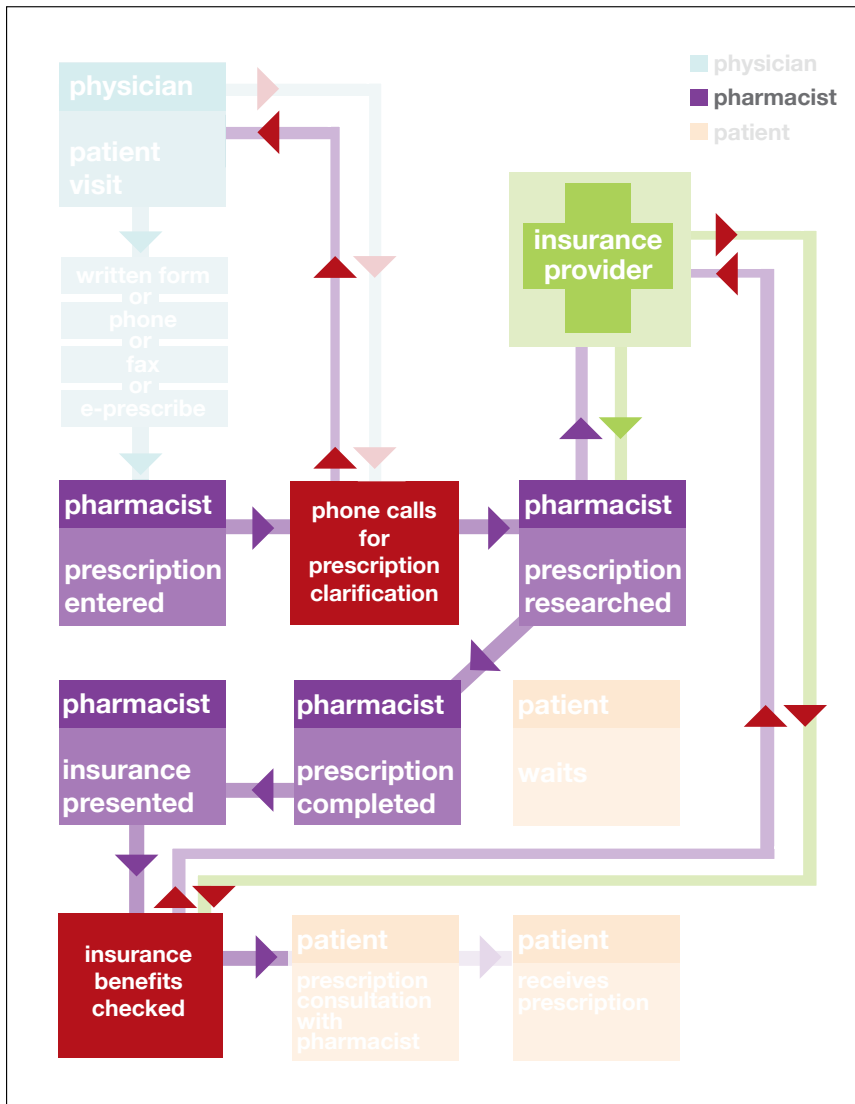 physician
patient
visit
physician
pharmacist
patient
insurance
provider
written form
or
phone
or
fax
or
e-prescribe
pharmacist
prescription
entered
phone calls
for
prescription
clarification
pharmacist
prescription
researched
pharmacist
insurance
presented
pharmacist
prescription
completed
patient
waits
insurance
benefits
checked
patient
prescription
consultation
with
pharmacist
patient
receives
prescription